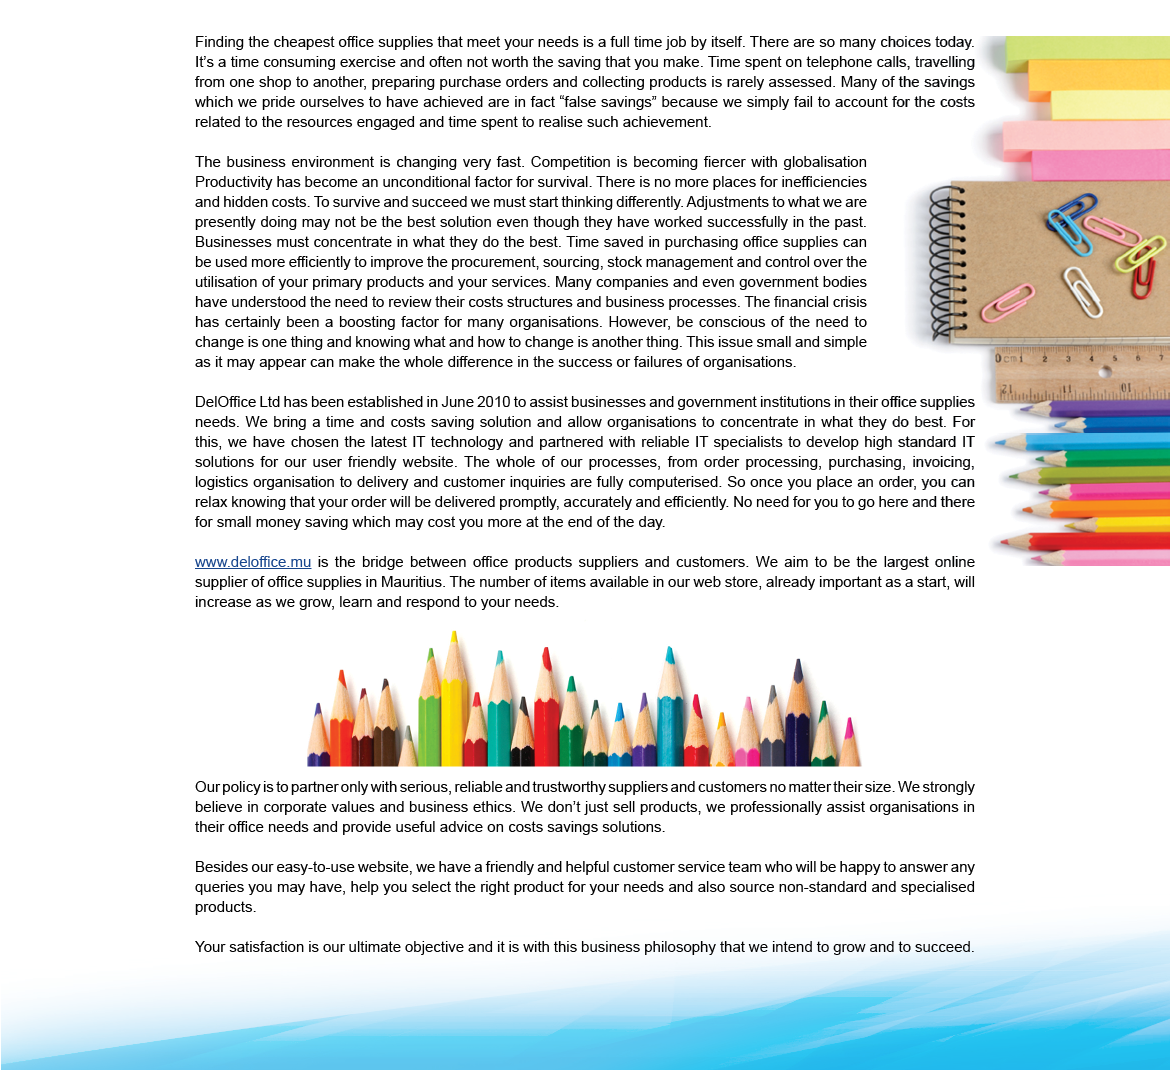 Finding the cheapest office supplies that meet your needs is a full time job by itself. There are so many choices today.
It’s a time consuming exercise and often not worth the saving that you make. Time spent on telephone calls, travelling
from one shop to another, preparing purchase orders and collecting products is rarely assessed. Many of the savings
which we pride ourselves to have achieved are in fact “false savings” because we simply fail to account for the costs
related to the resources engaged and time spent to realise such achievement.
The business environment is changing very fast. Competition is becoming fiercer with globalisation
Productivity has become an unconditional factor for survival. There is no more places for inefficiencies
and hidden costs. To survive and succeed we must start thinking differently. Adjustments to what we are
presently doing may not be the best solution even though they have worked successfully in the past.
Businesses must concentrate in what they do the best. Time saved in purchasing office supplies can
be used more efficiently to improve the procurement, sourcing, stock management and control over the
utilisation of your primary products and your services. Many companies and even government bodies
have understood the need to review their costs structures and business processes. The financial crisis
has certainly been a boosting factor for many organisations. However, be conscious of the need to
change is one thing and knowing what and how to change is another thing. This issue small and simple
as it may appear can make the whole difference in the success or failures of organisations.
0 cm 1 2 3 4 5 6 7
12 11 10
DelOffice Ltd has been established in June 2010 to assist businesses and government institutions in their office supplies
needs. We bring a time and costs saving solution and allow organisations to concentrate in what they do best. For
this, we have chosen the latest IT technology and partnered with reliable IT specialists to develop high standard IT
solutions for our user friendly website. The whole of our processes, from order processing, purchasing, invoicing,
logistics organisation to delivery and customer inquiries are fully computerised. So once you place an order, you can
relax knowing that your order will be delivered promptly, accurately and efficiently. No need for you to go here and there
for small money saving which may cost you more at the end of the day.
www.deloffice.mu is the bridge between office products suppliers and customers. We aim to be the largest online
supplier of office supplies in Mauritius. The number of items available in our web store, already important as a start, will
increase as we grow, learn and respond to your needs.
Our policy is to partner only with serious, reliable and trustworthy suppliers and customers no matter their size. We strongly
believe in corporate values and business ethics. We don’t just sell products, we professionally assist organisations in
their office needs and provide useful advice on costs savings solutions.
Besides our easy-to-use website, we have a friendly and helpful customer service team who will be happy to answer any
queries you may have, help you select the right product for your needs and also source non-standard and specialised
products.
Your satisfaction is our ultimate objective and it is with this business philosophy that we intend to grow and to succeed.